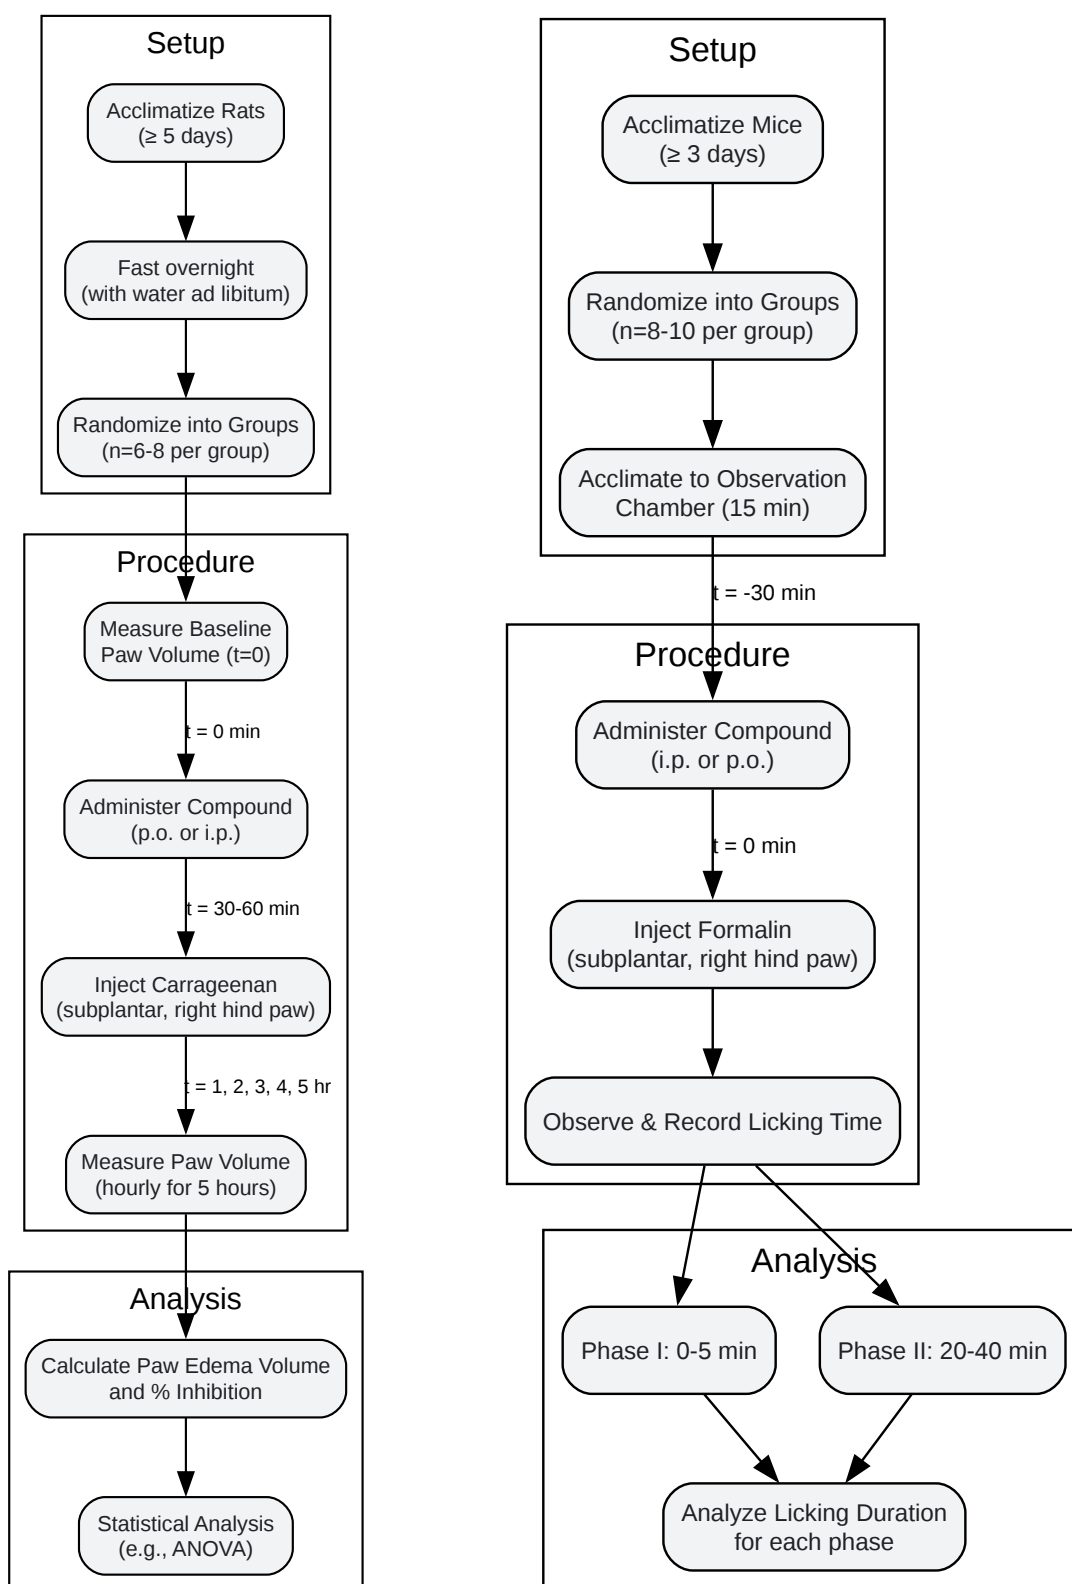 Setup
Acclimatize Rats
(≥ 5 days)
Fast overnight
(with water ad libitum)
Randomize into Groups
(n=6-8 per group)
Procedure
Measure Baseline
Paw Volume (t=0)
t = 0 min
Administer Compound
(p.o. or i.p.)
t = 30-60 min
Inject Carrageenan
(subplantar, right hind paw)
t = 1, 2, 3, 4, 5 hr
Measure Paw Volume
(hourly for 5 hours)
Analysis
Calculate Paw Edema Volume
and % Inhibition
Statistical Analysis
(e.g., ANOVA)
Setup
Acclimatize Mice
(≥ 3 days)
Randomize into Groups
(n=8-10 per group)
Acclimate to Observation
Chamber (15 min)
t = -30 min
Procedure
Administer Compound
(i.p. or p.o.)
t = 0 min
Inject Formalin
(subplantar, right hind paw)
Observe & Record Licking Time
Analysis
Phase I: 0-5 min
Phase II: 20-40 min
Analyze Licking Duration
for each phase